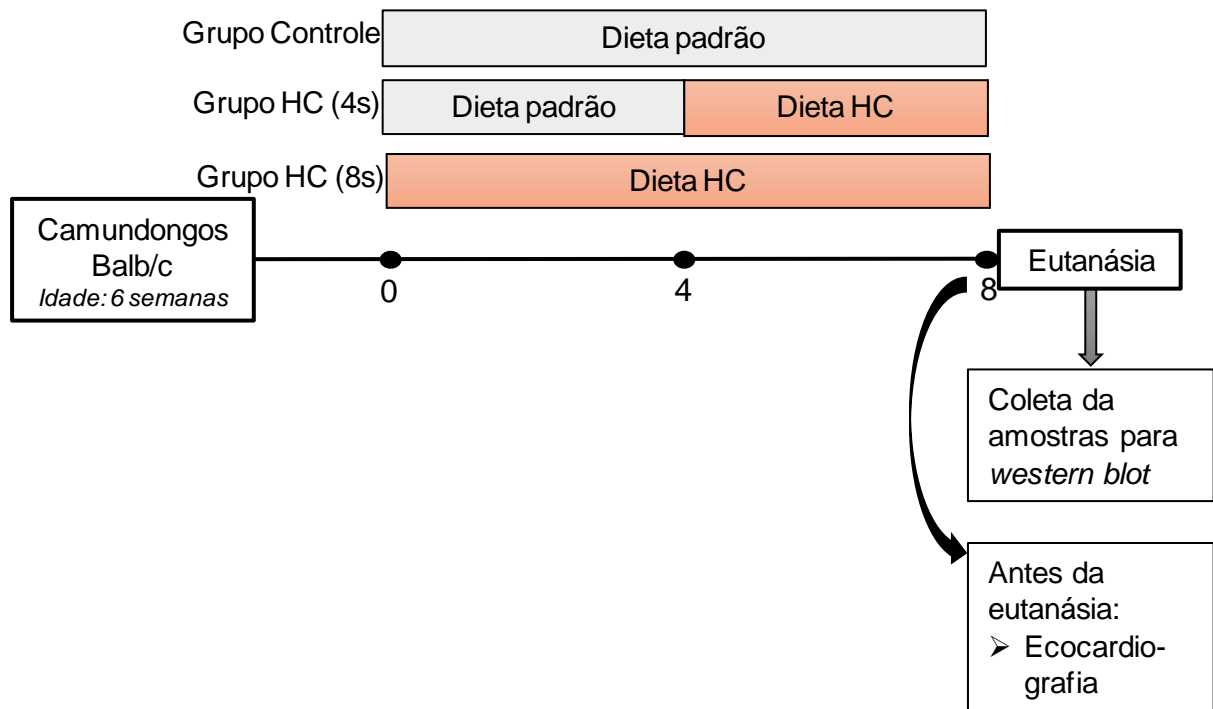 Grupo Controle
Dieta padrão
Grupo HC (4s)
Dieta padrão
Dieta HC
Grupo HC (8s)
Dieta HC
Camundongos
Balb/c
Idade: 6 semanas
0
4
8
Eutanásia
Coleta da
amostras para
western blot
Antes da
eutanásia:
➢ Ecocardio-
grafia